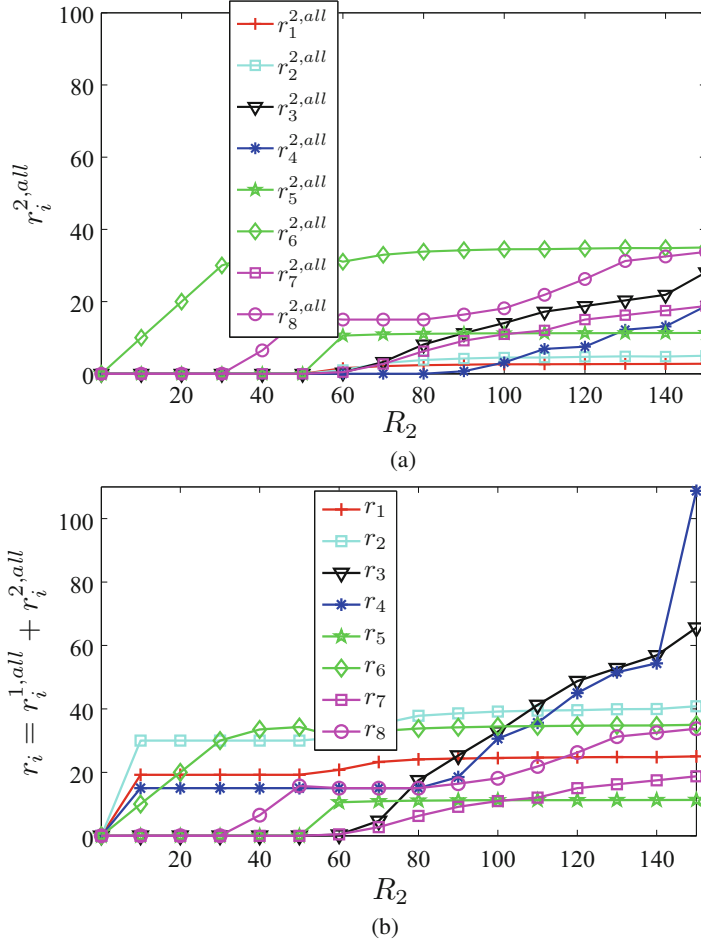 100
80
60
40
20
0
20 40 60 80 100 120 140
r_i^{2,all}
r_1^{2,all}
r_2^{2,all}
r_3^{2,all}
r_4^{2,all}
r_5^{2,all}
r_6^{2,all}
r_7^{2,all}
r_8^{2,all}
R_2
(a)
100
80
60
40
20
0
20 40 60 80 100 120 140
r_i = r_i^{1,all} + r_i^{2,all}
r_1
r_2
r_3
r_4
r_5
r_6
r_7
r_8
R_2
(b)